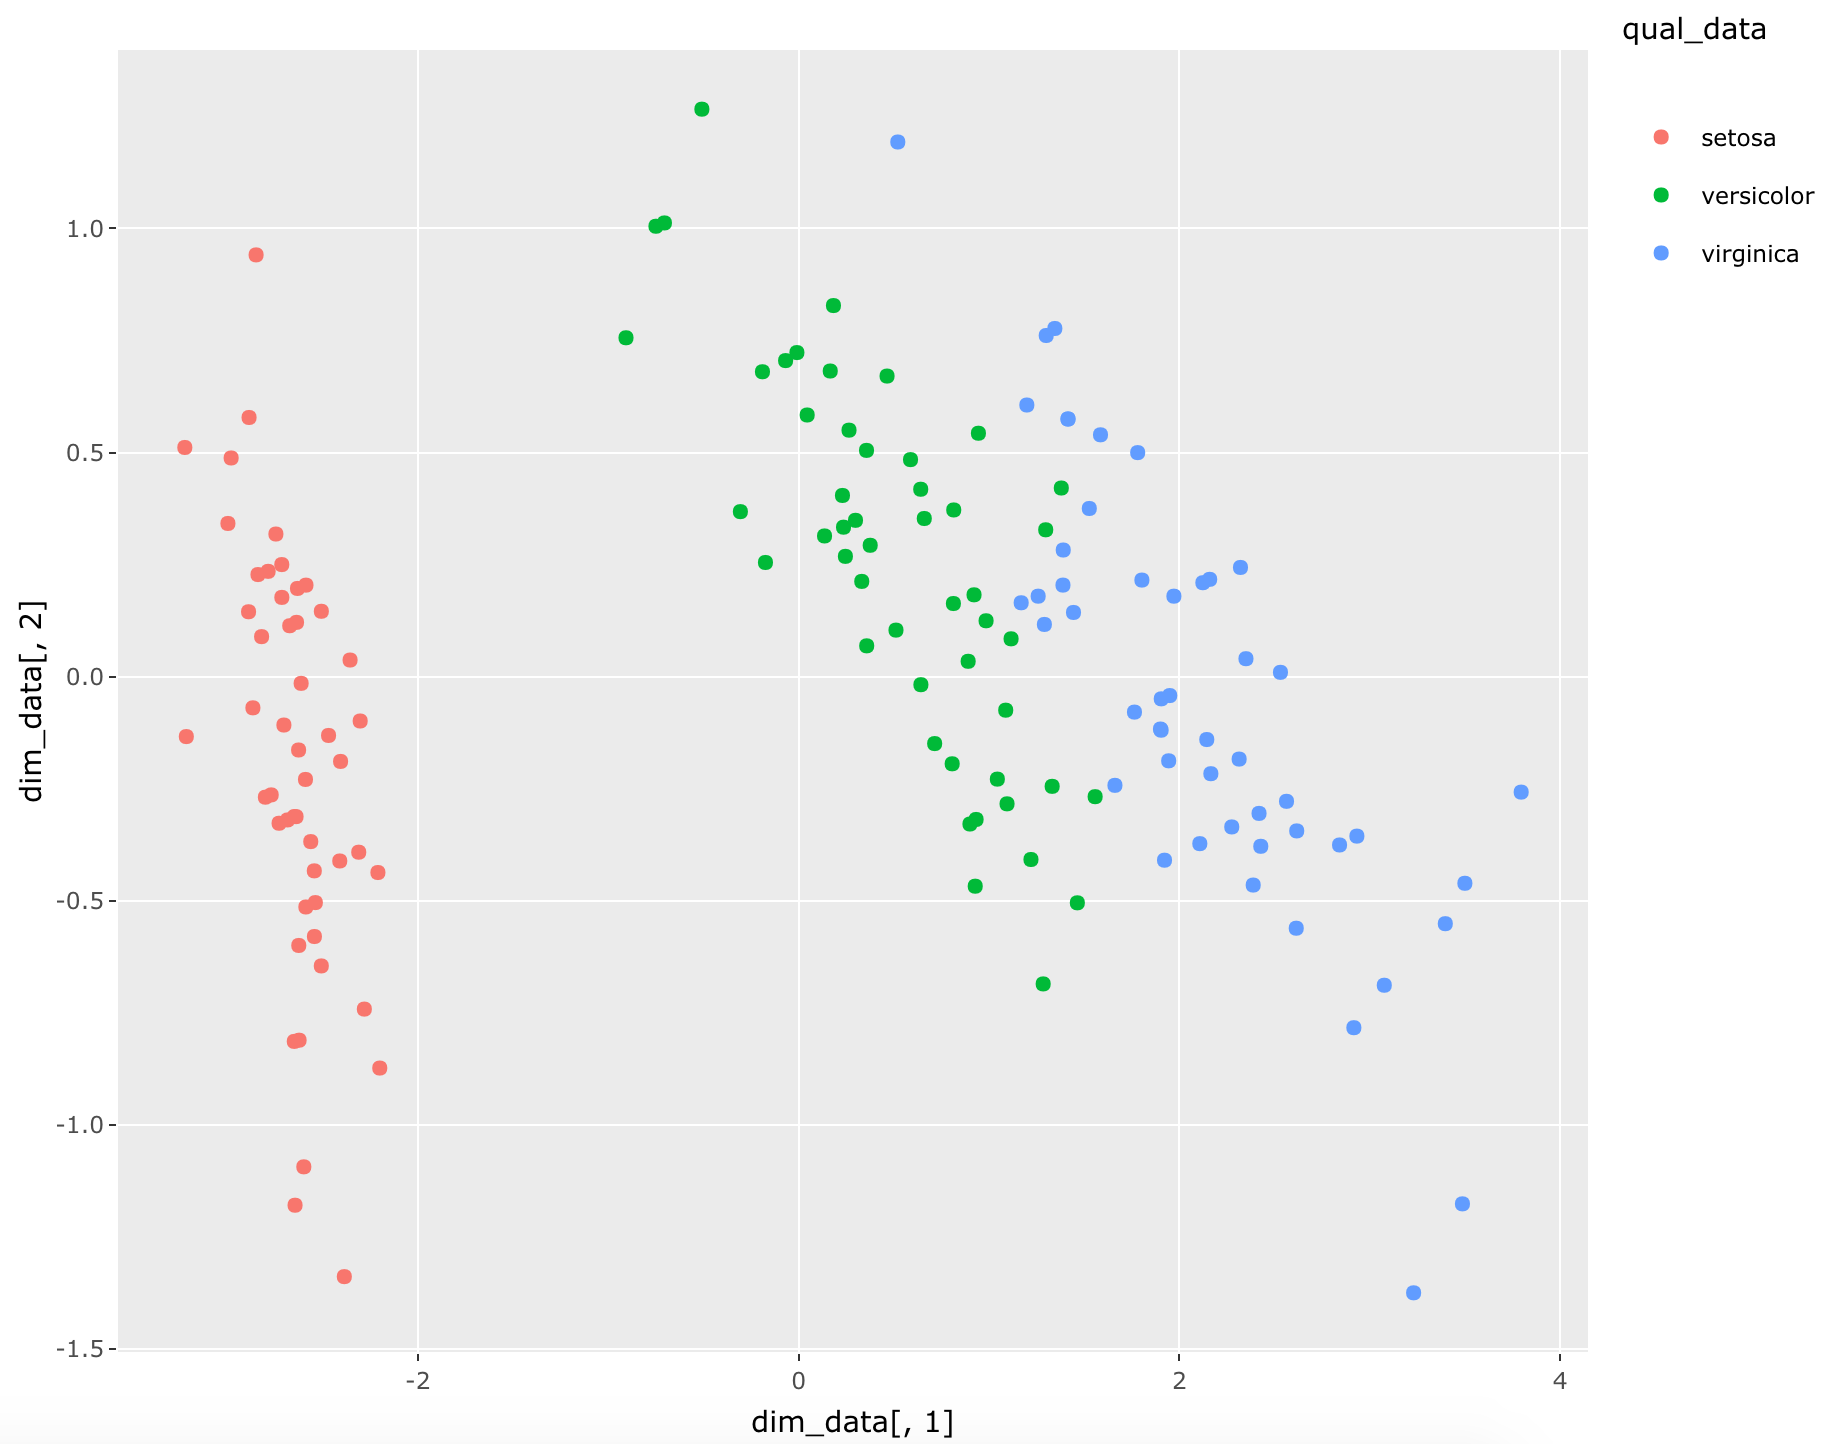 qual_data
setosa
versicolor
virginica
1.0
0.5
0.0
-0.5
-1.0
-1.5
dim_data[, 2]
-2
0
2
4
dim_data[, 1]